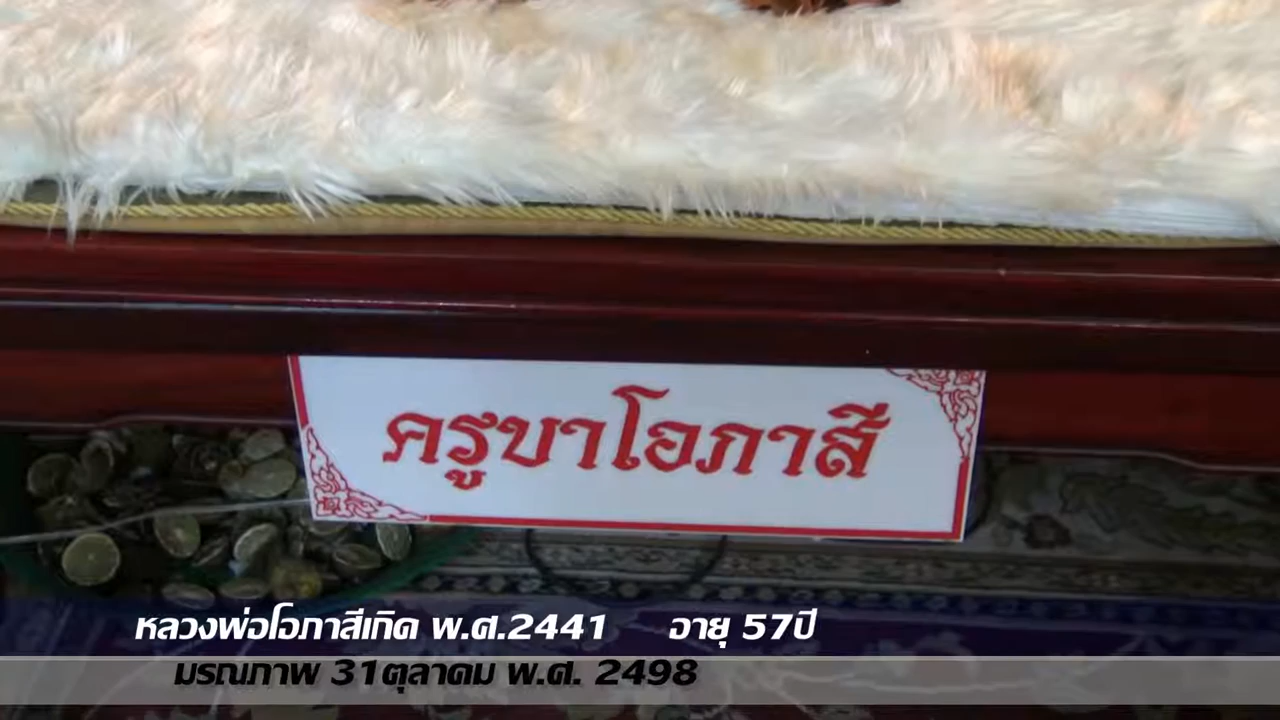 ครูบาโอภาสี
หลวงพ่อโอภาสีเกิด พ.ศ.2441 อายุ 57ปี
มรณภาพ 31ตุลาคม พ.ศ. 2498